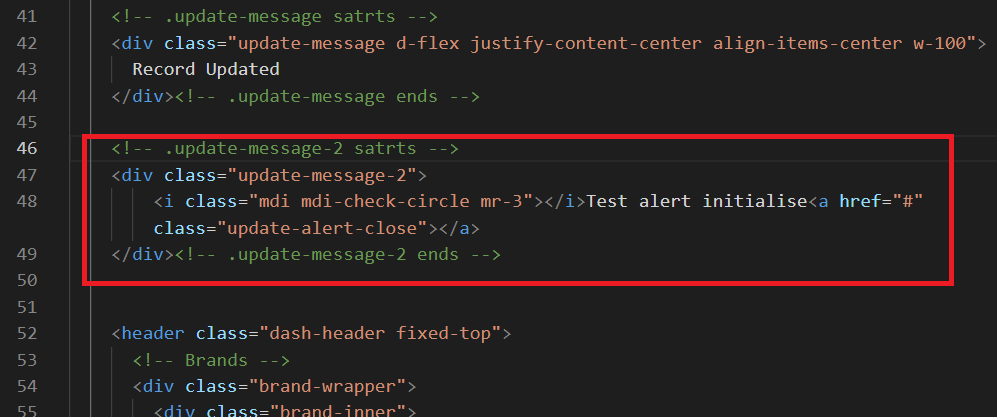 41 <!-- .update-message satrts -->
42 <div class="update-message d-flex justify-content-center align-items-center w-100">
43 Record Updated
44 </div><!-- .update-message ends -->
45
46 <!-- .update-message-2 satrts -->
47 <div class="update-message-2">
48 <i class="mdi mdi-check-circle mr-3"></i>Test alert initialise<a href="#"
class="update-alert-close"></a>
49 </div><!-- .update-message-2 ends -->
50
51
52 <header class="dash-header fixed-top">
53 <!-- Brands -->
54 <div class="brand-wrapper">
55 <div class="brand-inner">